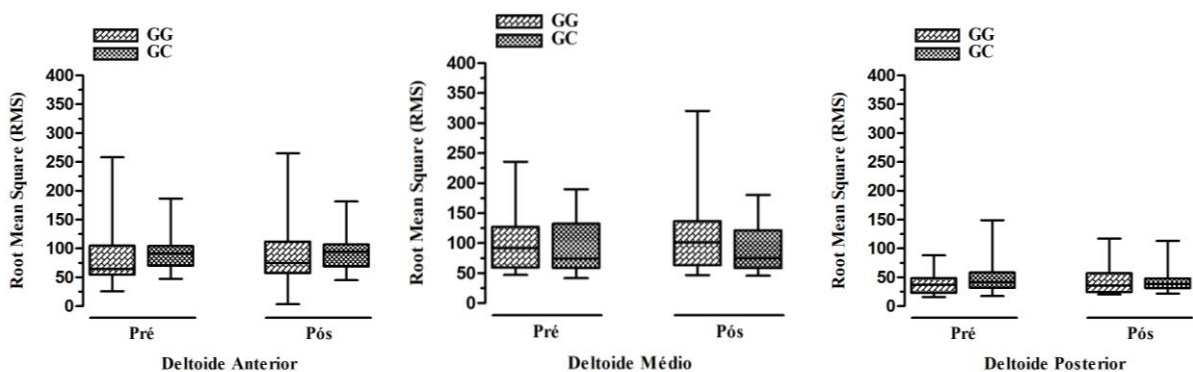 GG
GC
Root Mean Square (RMS)
400
350
300
250
200
150
100
50
0
Pré
Pós
Deltoide Anterior
GG
GC
Root Mean Square (RMS)
400
350
300
250
200
150
100
50
0
Pré
Pós
Deltoide Médio
GG
GC
Root Mean Square (RMS)
400
350
300
250
200
150
100
50
0
Pré
Pós
Deltoide Posterior